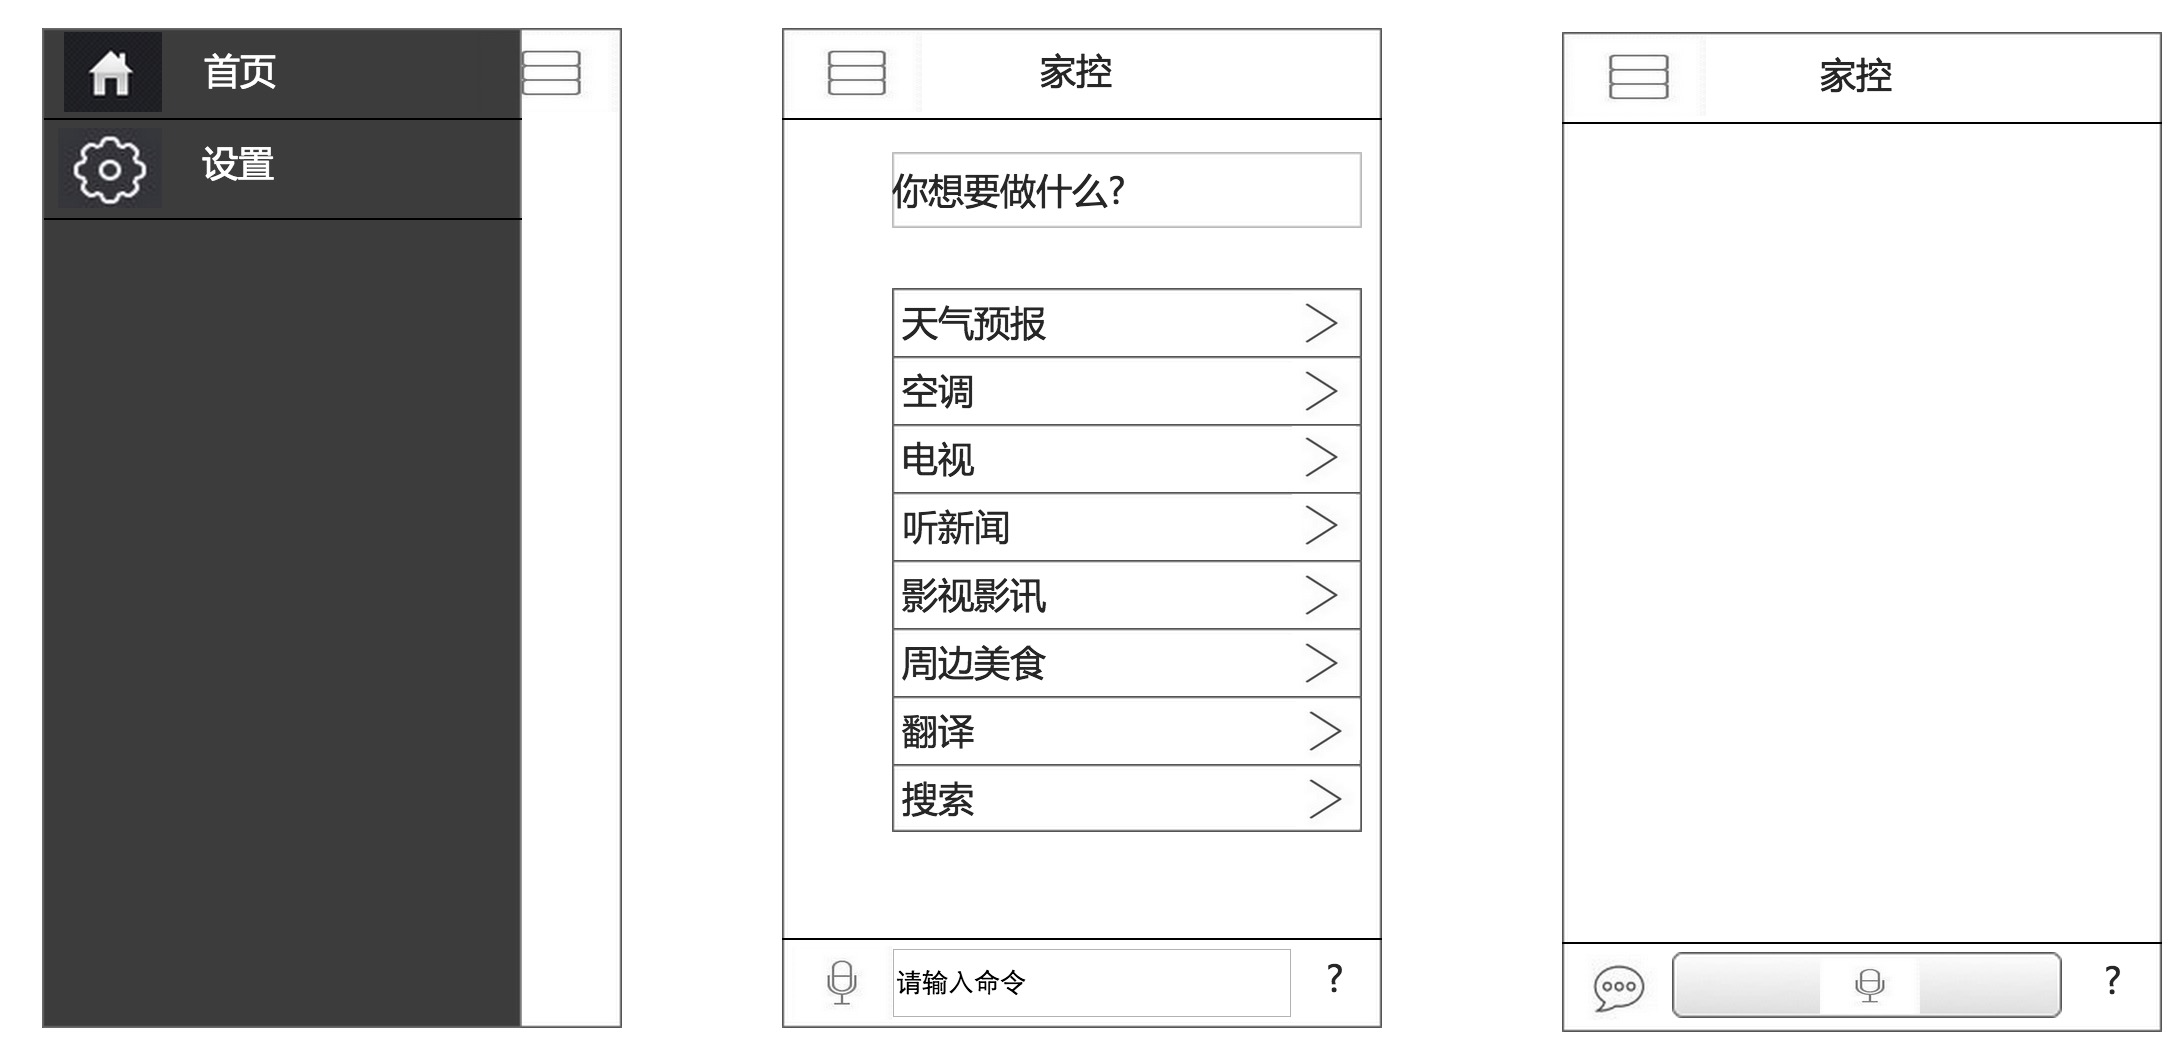 首页
设置
家控
你想要做什么?
天气预报
空调
电视
听新闻
影视影讯
周边美食
翻译
搜索
请输入命令
?
家控
?